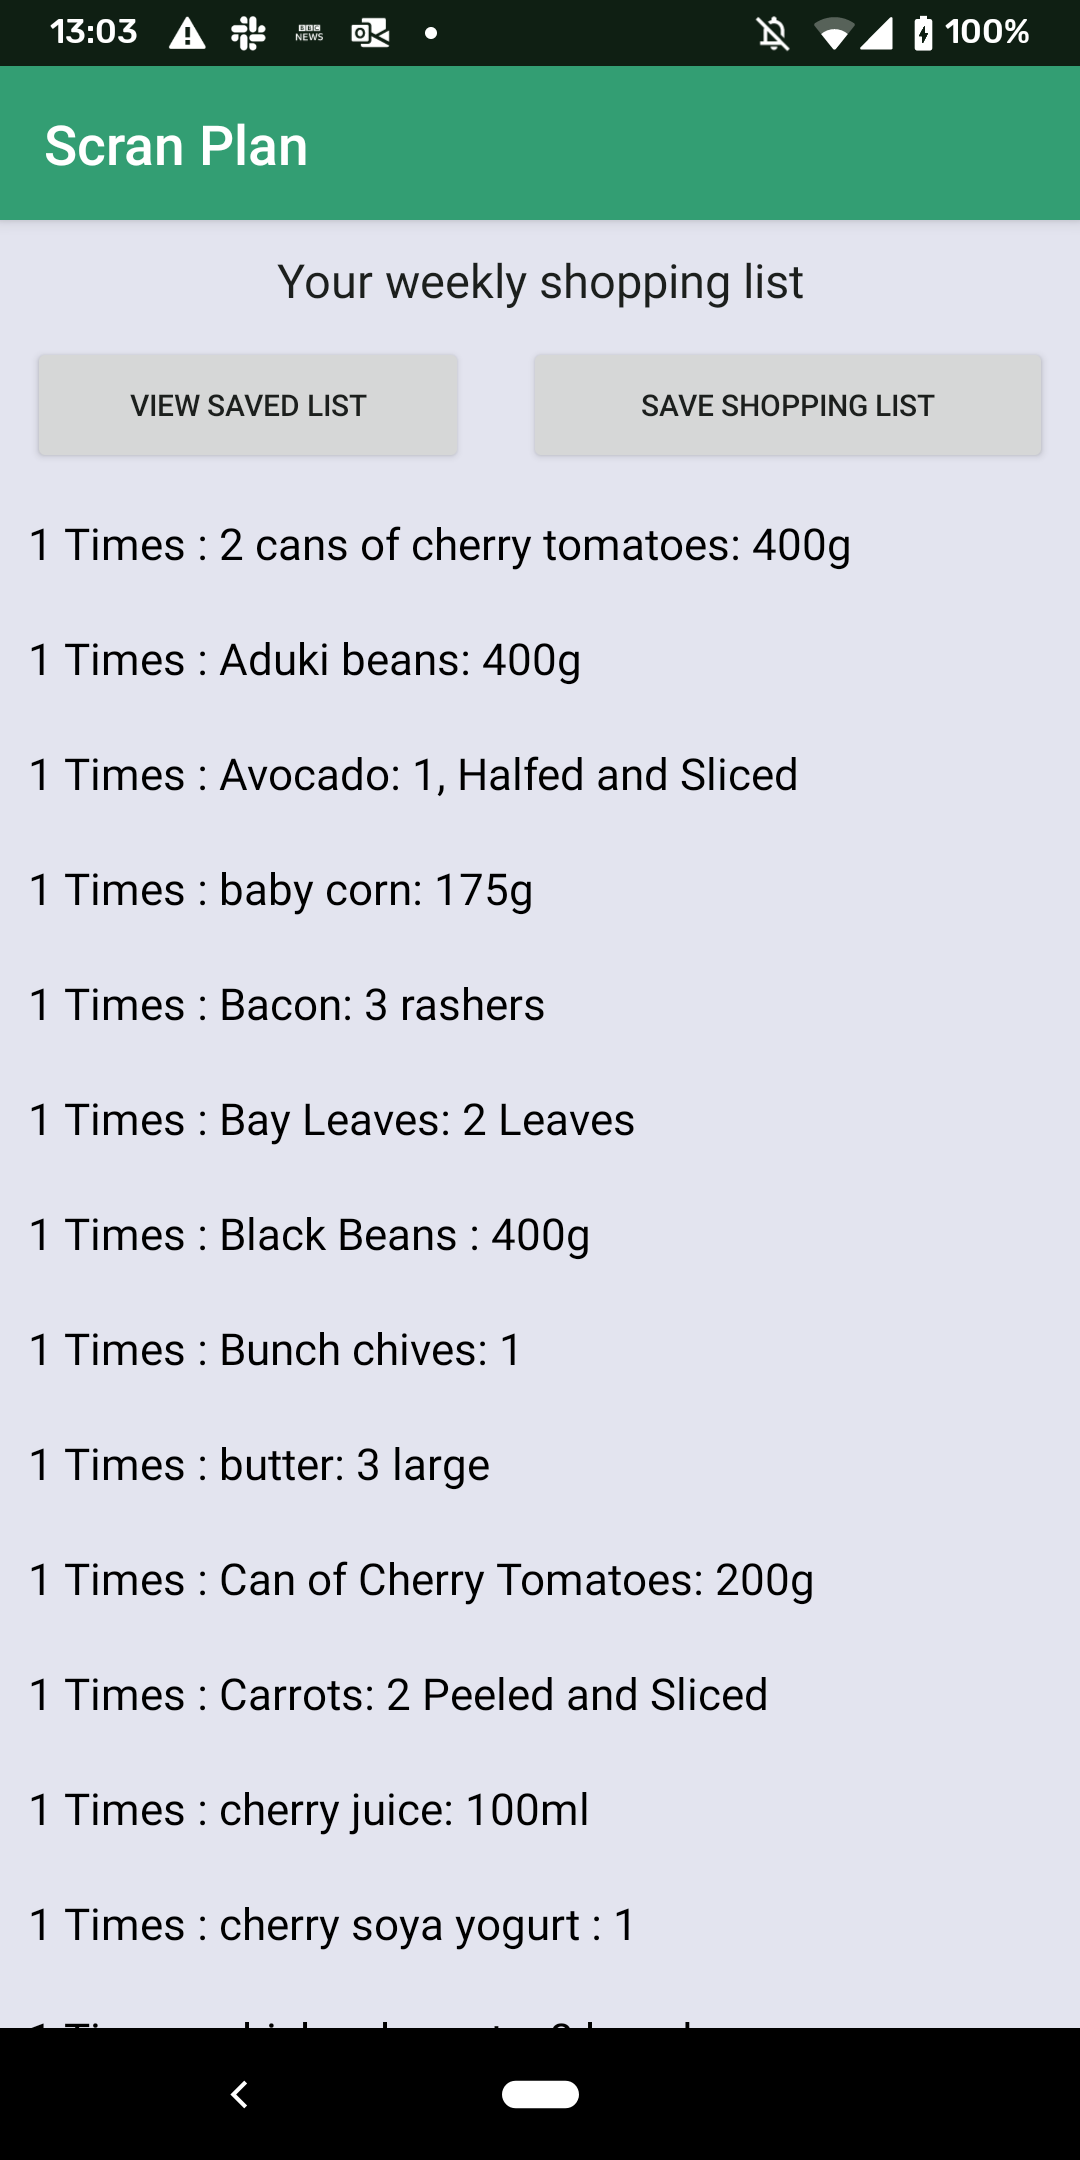 13:03 BBC NEWS 100%
Scran Plan
Your weekly shopping list
VIEW SAVED LIST SAVE SHOPPING LIST
1 Times : 2 cans of cherry tomatoes: 400g
1 Times : Aduki beans: 400g
1 Times : Avocado: 1, Halfed and Sliced
1 Times : baby corn: 175g
1 Times : Bacon: 3 rashers
1 Times : Bay Leaves: 2 Leaves
1 Times : Black Beans : 400g
1 Times : Bunch chives: 1
1 Times : butter: 3 large
1 Times : Can of Cherry Tomatoes: 200g
1 Times : Carrots: 2 Peeled and Sliced
1 Times : cherry juice: 100ml
1 Times : cherry soya yogurt : 1